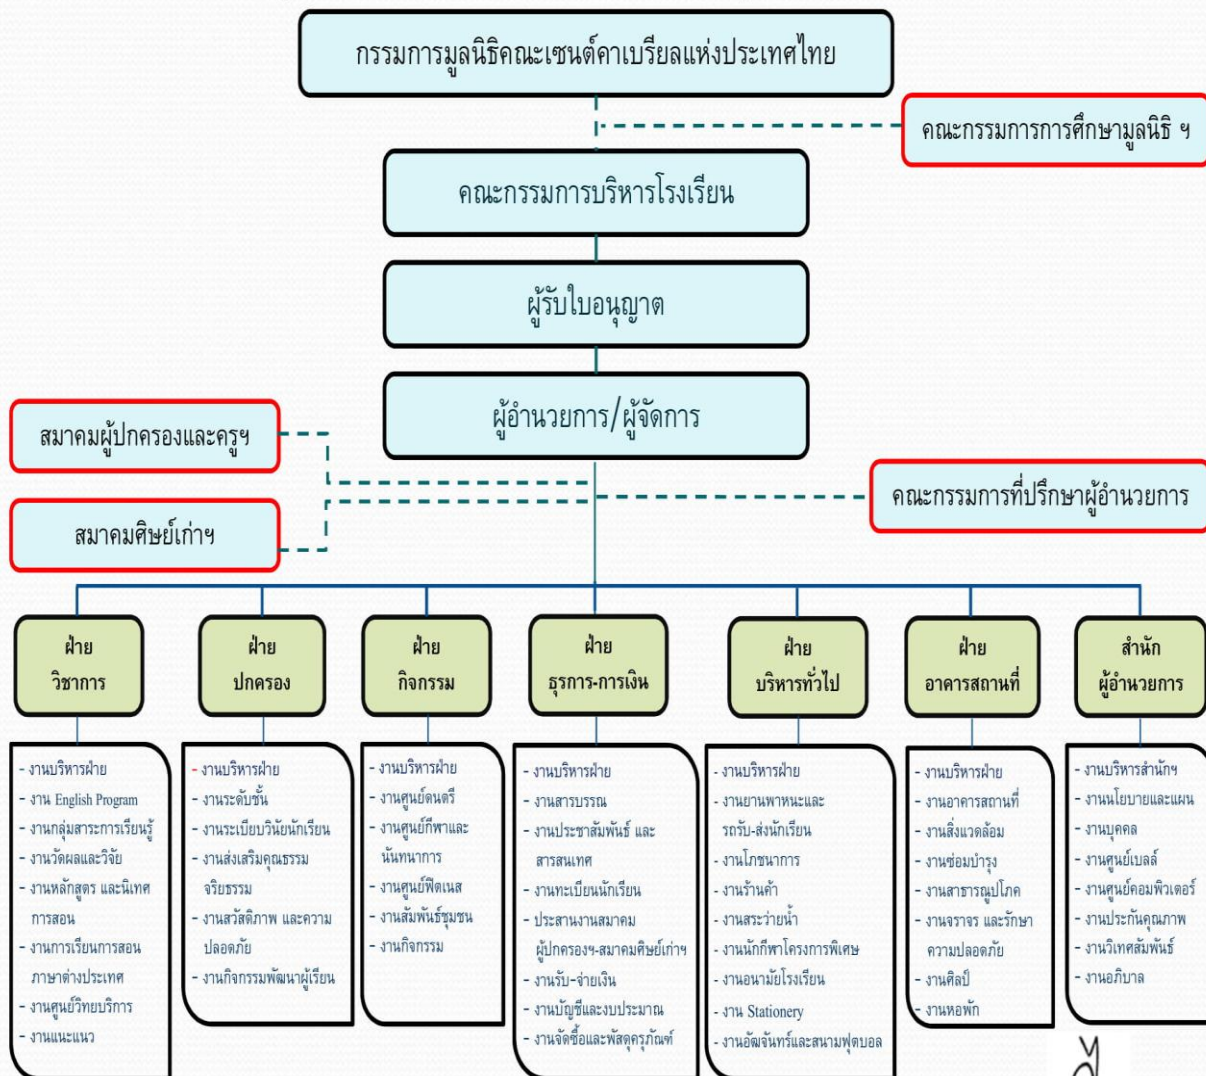 กรรมการมูลนิธิคณะเซนต์คาเบรียลแห่งประเทศไทย
คณะกรรมการการศึกษามูลนิธิ ฯ
คณะกรรมการบริหารโรงเรียน
ผู้รับใบอนุญาต
ผู้อำนวยการ/ผู้จัดการ
สมาคมผู้ปกครองและครูฯ
คณะกรรมการที่ปรึกษาผู้อำนวยการ
สมาคมศิษย์เก่าฯ
ฝ่าย
วิชาการ
- งานบริหารฝ่าย
- งาน English Program
- งานกลุ่มสาระการเรียนรู้
- งานวัดผลและวิจัย
- งานหลักสูตร และนิเทศ
การสอน
- งานการเรียนการสอน
ภาษาต่างประเทศ
- งานศูนย์วิทยบริการ
- งานแนะแนว
ฝ่าย
ปกครอง
- งานบริหารฝ่าย
- งานระดับชั้น
- งานระเบียบวินัยนักเรียน
- งานส่งเสริมคุณธรรม
จริยธรรม
- งานสวัสดิภาพ และความ
ปลอดภัย
- งานกิจกรรมพัฒนาผู้เรียน
ฝ่าย
กิจกรรม
- งานบริหารฝ่าย
- งานศูนย์ดนตรี
- งานศูนย์กีฬาและ
นันทนาการ
- งานศูนย์ฟิตเนส
- งานสัมพันธ์ชุมชน
- งานกิจกรรม
ฝ่าย
ธุรการ-การเงิน
- งานบริหารฝ่าย
- งานสารบรรณ
- งานประชาสัมพันธ์ และ
สารสนเทศ
- งานทะเบียนนักเรียน
- ประสานงานสมาคม
ผู้ปกครองฯ-สมาคมศิษย์เก่าฯ
- งานรับ-จ่ายเงิน
- งานบัญชีและงบประมาณ
- งานจัดซื้อและพัสดุครุภัณฑ์
ฝ่าย
บริหารทั่วไป
- งานบริหารฝ่าย
- งานยานพาหนะและ
รถรับ-ส่งนักเรียน
- งานโภชนาการ
- งานร้านค้า
- งานสระว่ายน้ำ
- งานนักกีฬาโครงการพิเศษ
- งานอนามัยโรงเรียน
- งาน Stationery
- งานอัฒจันทร์และสนามฟุตบอล
ฝ่าย
อาคารสถานที่
- งานบริหารฝ่าย
- งานอาคารสถานที่
- งานสิ่งแวดล้อม
- งานซ่อมบำรุง
- งานสาธารณูปโภค
- งานจราจร และรักษา
ความปลอดภัย
- งานศิลป์
- งานหอพัก
สำนัก
ผู้อำนวยการ
- งานบริหารสำนักฯ
- งานนโยบายและแผน
- งานบุคคล
- งานศูนย์เบลล์
- งานศูนย์คอมพิวเตอร์
- งานประกันคุณภาพ
- งานวิเทศสัมพันธ์
- งานอภิบาล